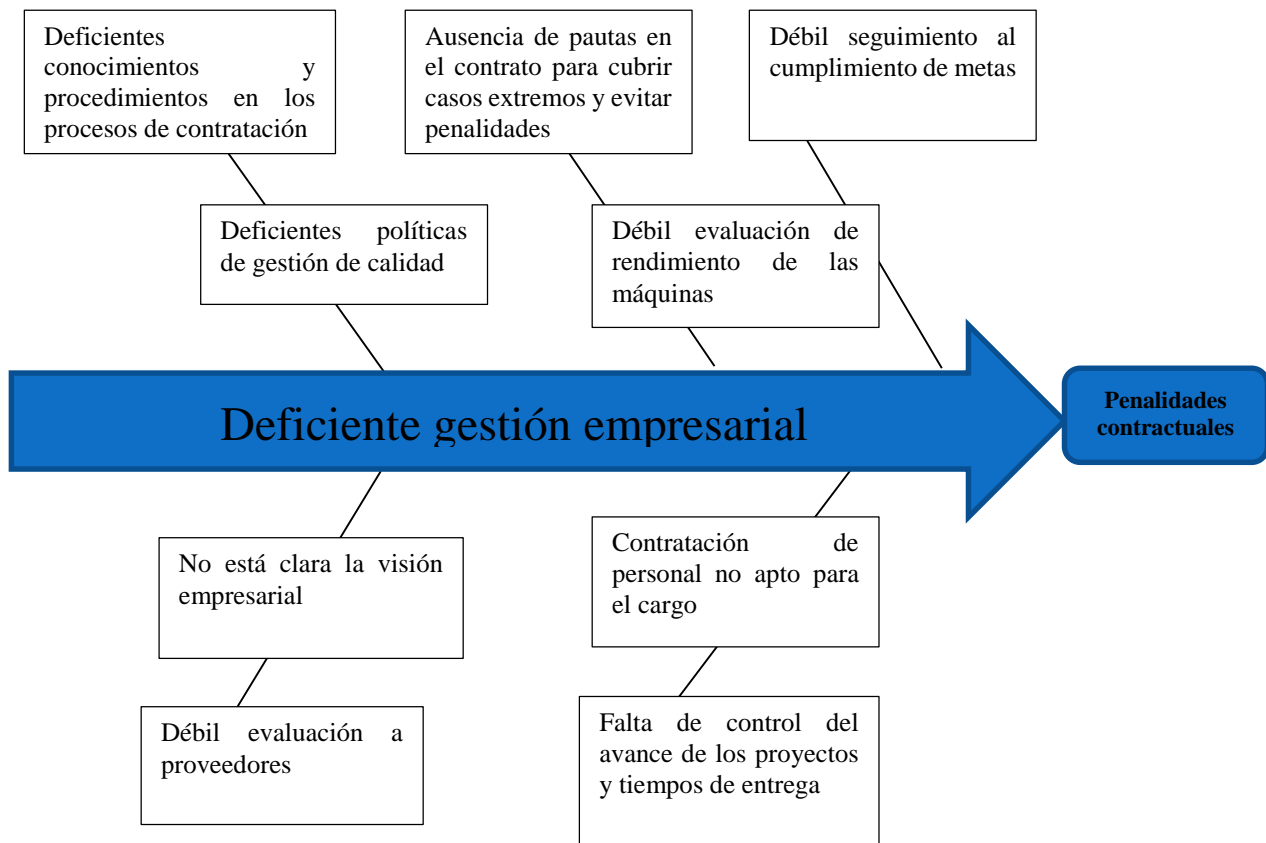 Deficientes
conocimientos y
procedimientos en los
procesos de contratación
Ausencia de pautas en
el contrato para cubrir
casos extremos y evitar
penalidades
Débil seguimiento al
cumplimiento de metas
Deficientes políticas
de gestión de calidad
Débil evaluación de
rendimiento de las
máquinas
Deficiente gestión empresarial
Penalidades
contractuales
No está clara la visión
empresarial
Contratación de
personal no apto para
el cargo
Débil evaluación a
proveedores
Falta de control del
avance de los proyectos
y tiempos de entrega